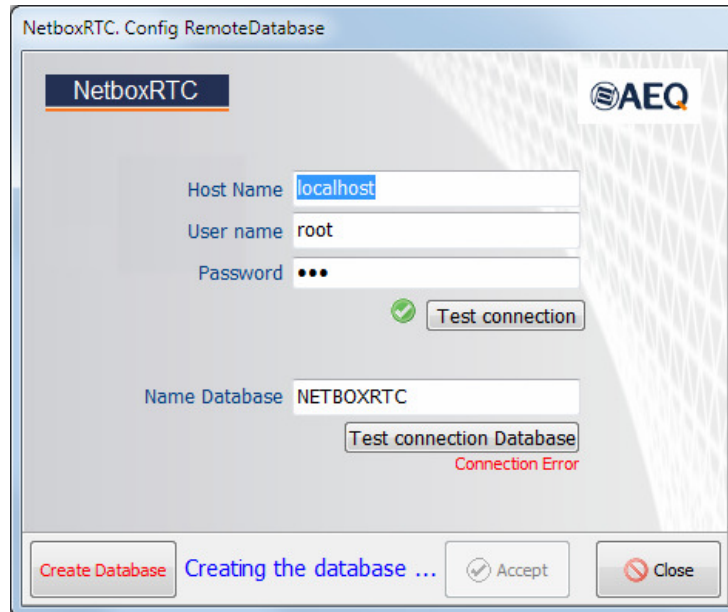 NetboxRTC. Config RemoteDatabase
NetboxRTC
AEQ
Host Name localhost
User name root
Password •••
Test connection
Name Database NETBOXRTC
Test connection Database
Connection Error
Create Database Creating the database ... Accept Close